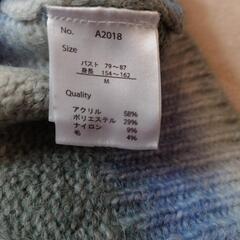 No. A2018
Size
バスト 79～87
身長 154～162
M
Quality
アクリル 58%
ポリエステル 29%
ナイロン 9%
毛 4%